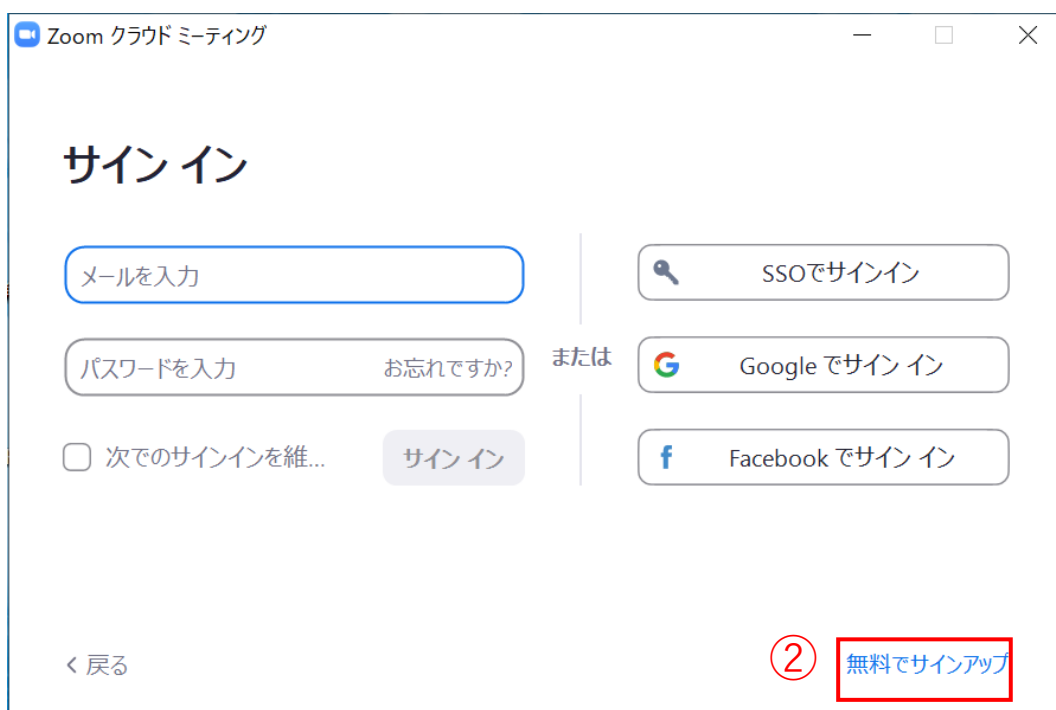 Zoom クラウド ミーティング
サイン イン
メールを入力
パスワードを入力 お忘れですか?
次でのサインインを維...
サイン イン
または
SSOでサインイン
Google でサイン イン
Facebook でサイン イン
戻る
② 無料でサインアップ